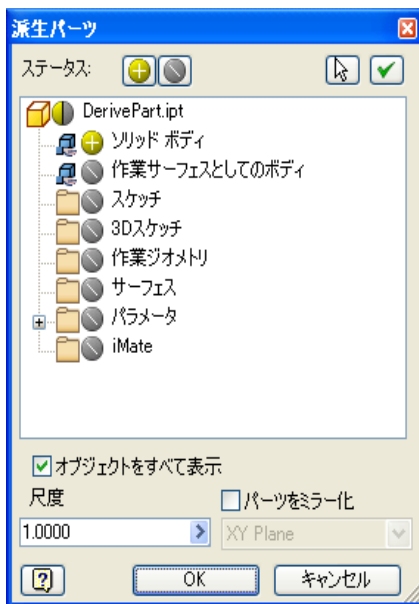 派生パーツ
ステータス:
DerivePart.ipt
ソリッド ボディ
作業サーフェスとしてのボディ
スケッチ
3Dスケッチ
作業ジオメトリ
サーフェス
パラメータ
iMate
オブジェクトをすべて表示
尺度 パーツをミラー化
1.0000 XY Plane
OK キャンセル